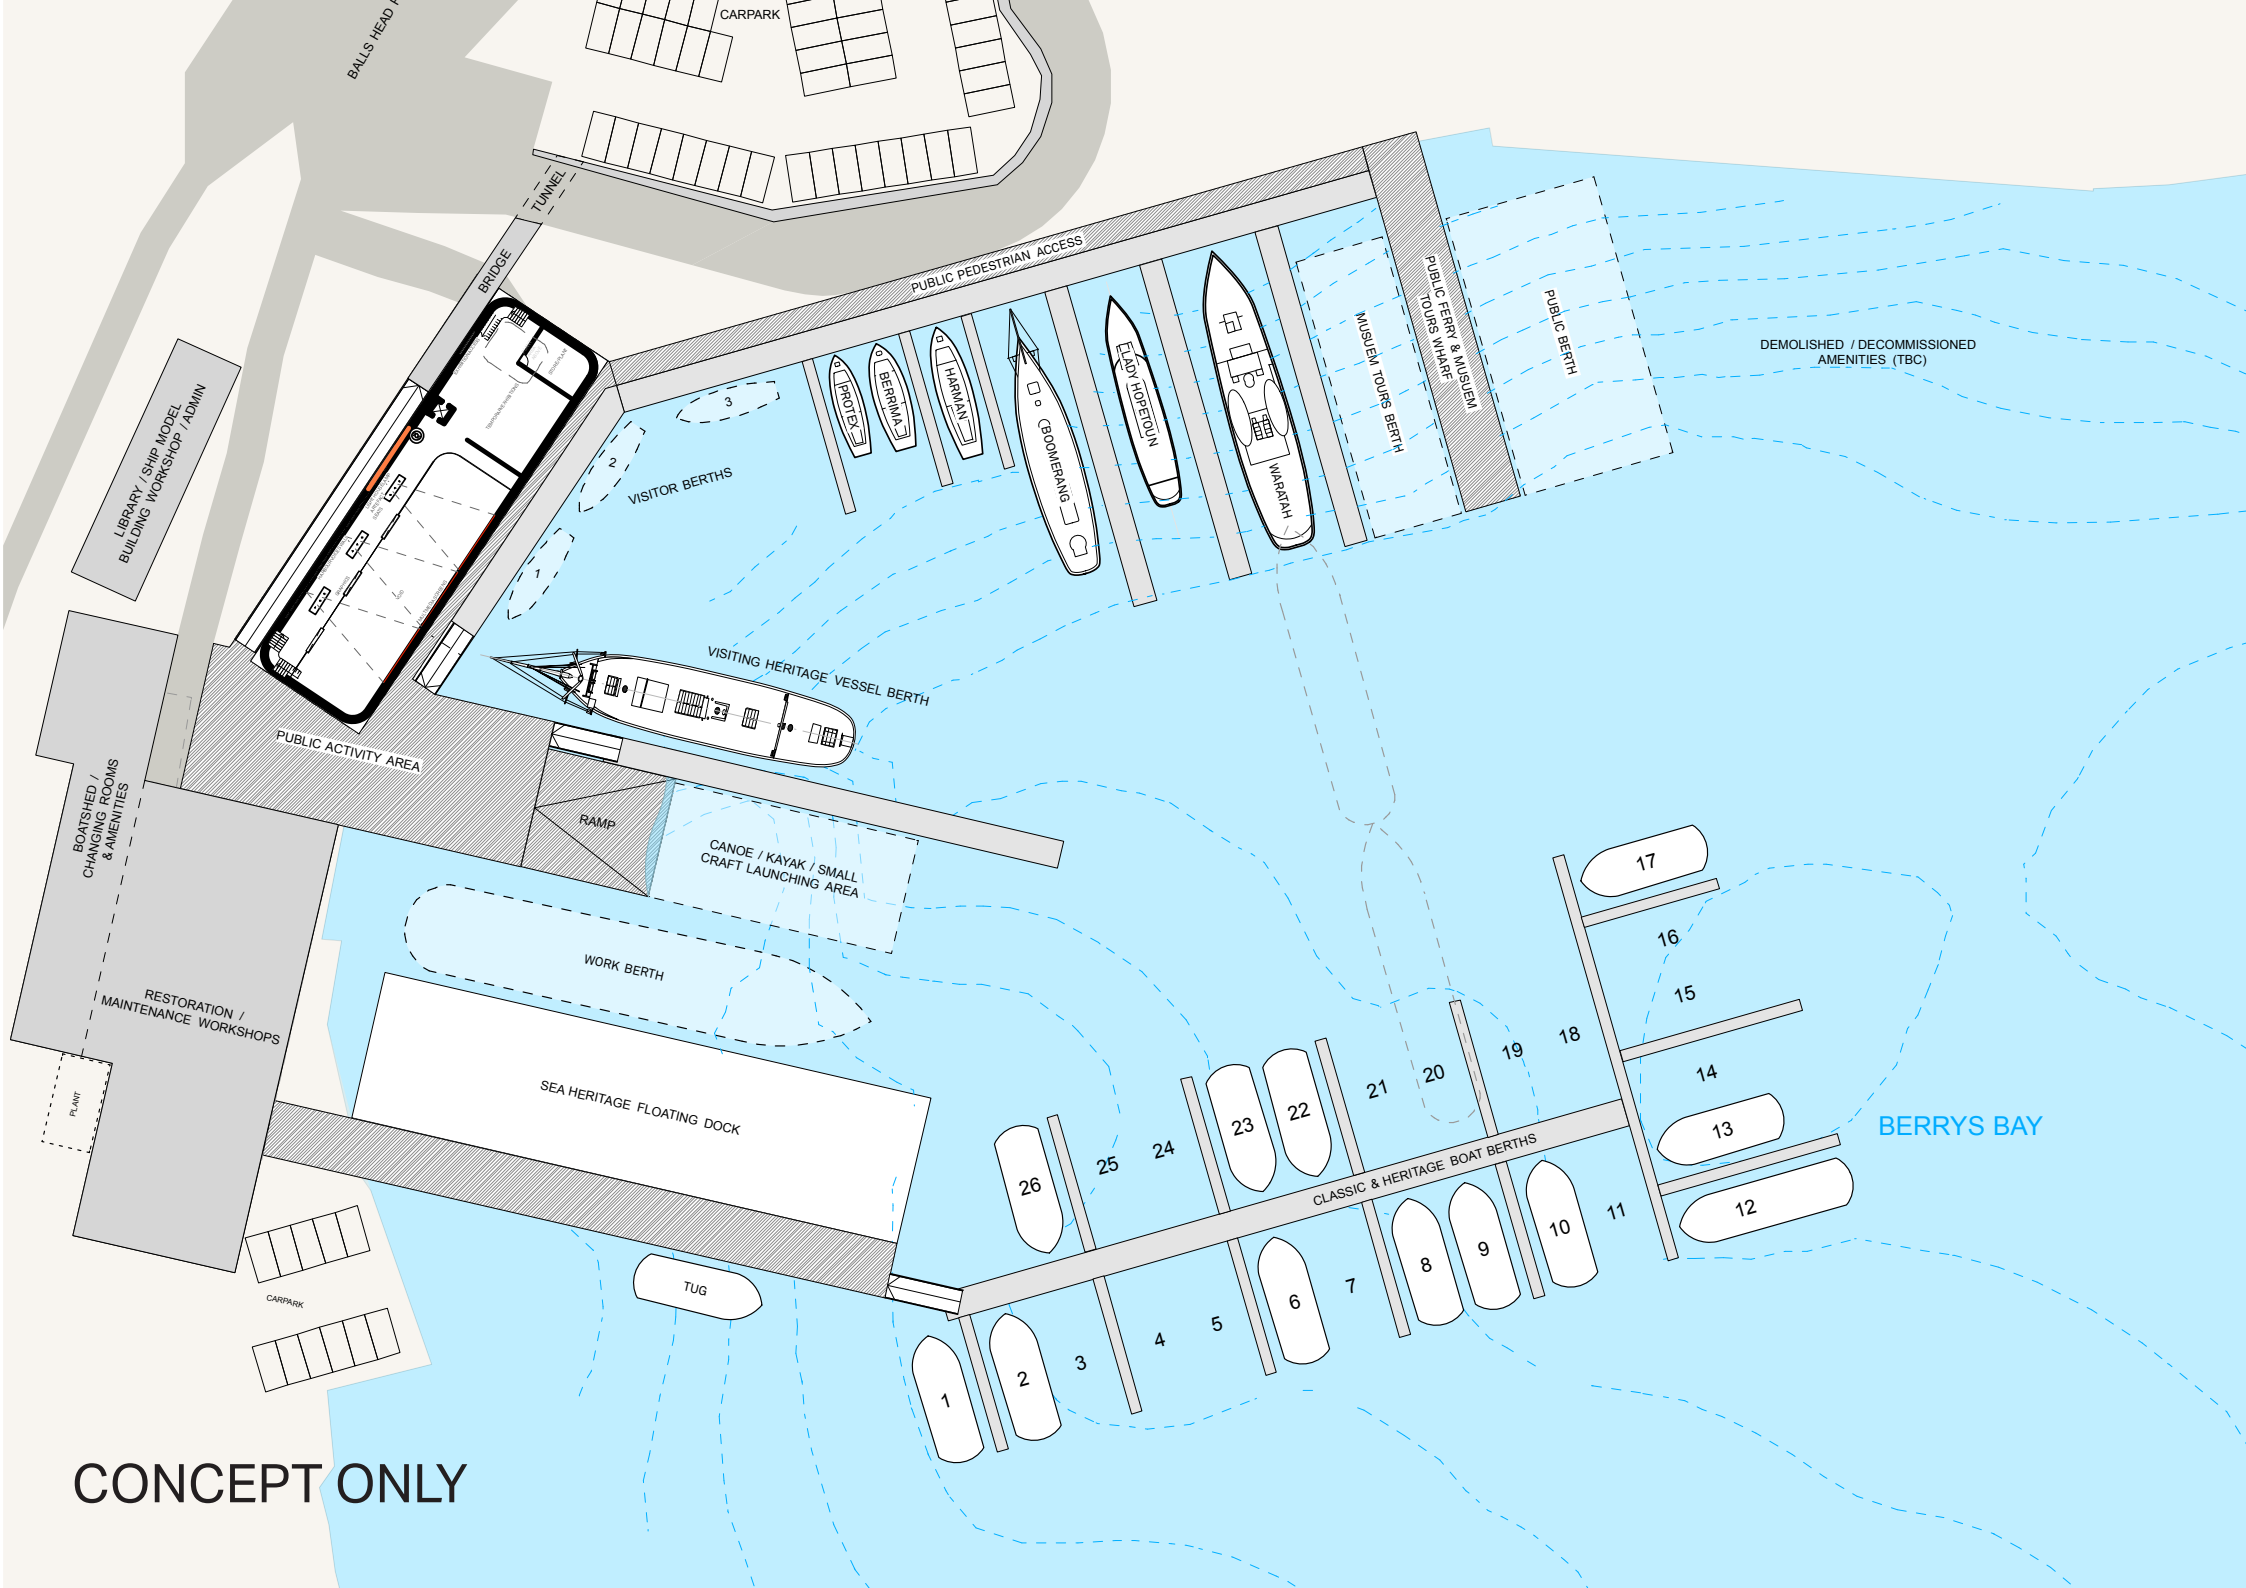 CARPARK
BALLS HEAD
TUNNEL
BRIDGE
PUBLIC PEDESTRIAN ACCESS
PUBLIC FERRY & MUSUEM
TOURS WHARF
PUBLIC BERTH
MUSUEM TOURS BERTH
DEMOLISHED / DECOMMISSIONED
AMENITIES (TBC)
LIBRARY / SHIP MODEL
BUILDING WORKSHOP / ADMIN
3
2
1
VISITOR BERTHS
PROTEX
BERRIMA
HARMAN
BOOMERANG
LADY HOPETOUN
WARATAH
VISITING HERITAGE VESSEL BERTH
PUBLIC ACTIVITY AREA
BOATSHED /
CHANGING ROOMS
& AMENITIES
RAMP
CANOE / KAYAK / SMALL
CRAFT LAUNCHING AREA
WORK BERTH
RESTORATION /
MAINTENANCE WORKSHOPS
PLANT
SEA HERITAGE FLOATING DOCK
TUG
CARPARK
CLASSIC & HERITAGE BOAT BERTHS
17
16
15
14
13
12
18
19
20
21
22
23
24
25
26
1
2
3
4
5
6
7
8
9
10
11
BERRYS BAY
CONCEPT ONLY